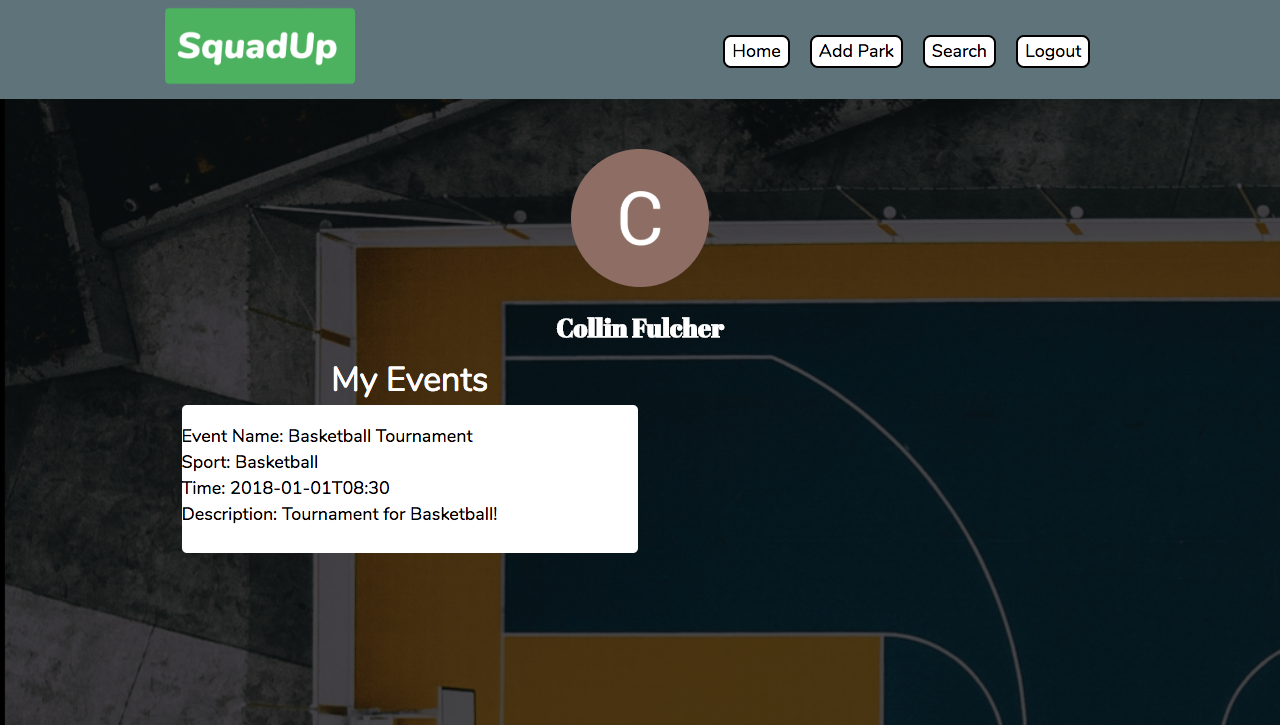 SquadUp
Home Add Park Search Logout
C
Collin Fulcher
My Events
Event Name: Basketball Tournament
Sport: Basketball
Time: 2018-01-01T08:30
Description: Tournament for Basketball!